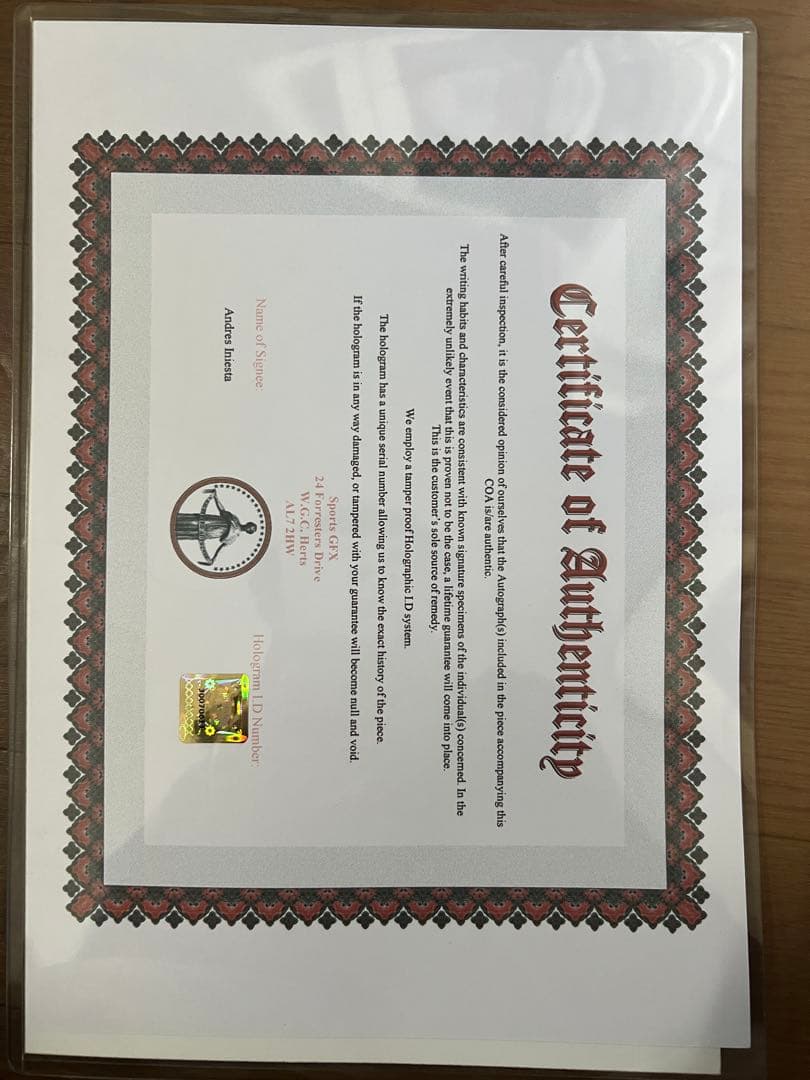 Certificate of Authenticity
After careful inspection, it is the considered opinion of ourselves that the Autograph(s) included in the piece accompanying this
COA is/are authentic.
The writing habits and characteristics are consistent with known signature specimens of the individual(s) concerned. In the
extremely unlikely event that this is proven not to be the case, a lifetime guarantee will come into place.
This is the customer's sole source of remedy.
We employ a tamper proof Holographic I.D system.
The hologram has a unique serial number allowing us to know the exact history of the piece.
If the hologram is in any way damaged, or tampered with your guarantee will become null and void.
Sports GFX
24 Forresters Drive
W.G.C. Herts
AL7 2HW
Name of Signee:
Andres Iniesta
Hologram I.D Number: